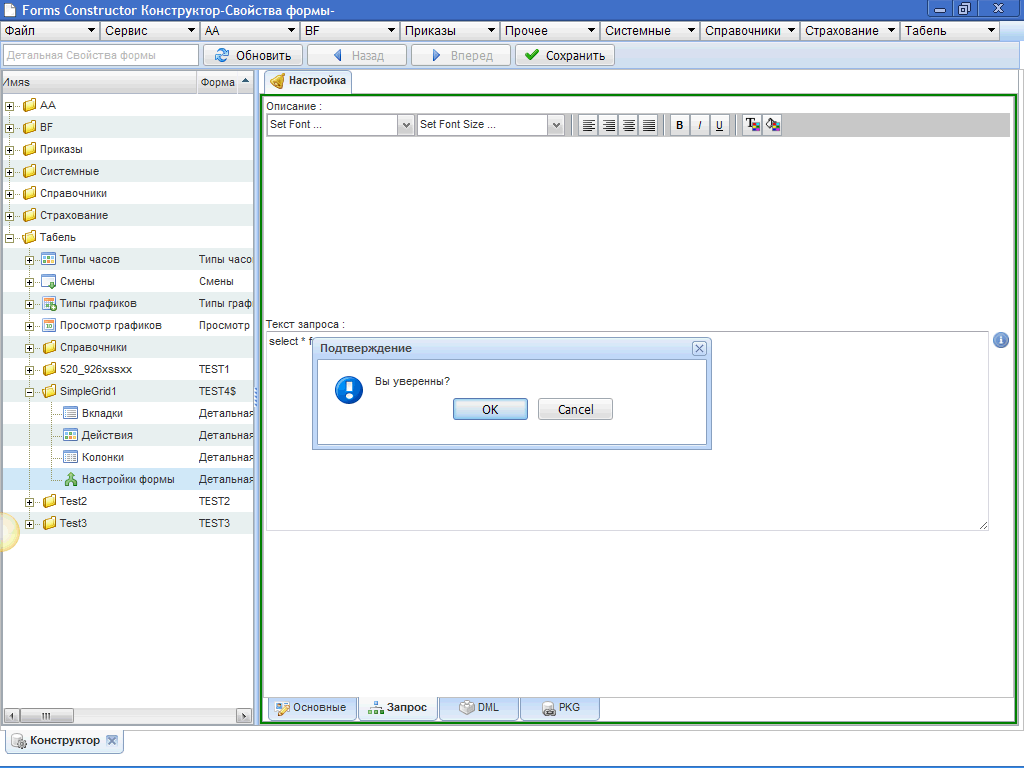 Forms Constructor Конструктор-Свойства формы-
Файл Сервис AA BF Приказы Прочее Системные Справочники Страхование Табель
Детальная Свойства формы Обновить Назад Вперед Сохранить
Имяя Форма
Настройка
AA
BF
Приказы
Системные
Справочники
Страхование
Табель
Типы часов Типы часо
Смены Смены
Типы графиков Типы граф
Просмотр графиков Просмотр
Справочники
520_926xssxx TEST1
SimpleGrid1 TEST4$
Вкладки Детальная
Действия Детальная
Колонки Детальная
Настройки формы Детальная
Test2 TEST2
Test3 TEST3
Описание :
Set Font ... Set Font Size ... B I U
Текст запроса :
select * f
Подтверждение
Вы уверенны?
OK Cancel
Основные Запрос DML PKG
Конструктор